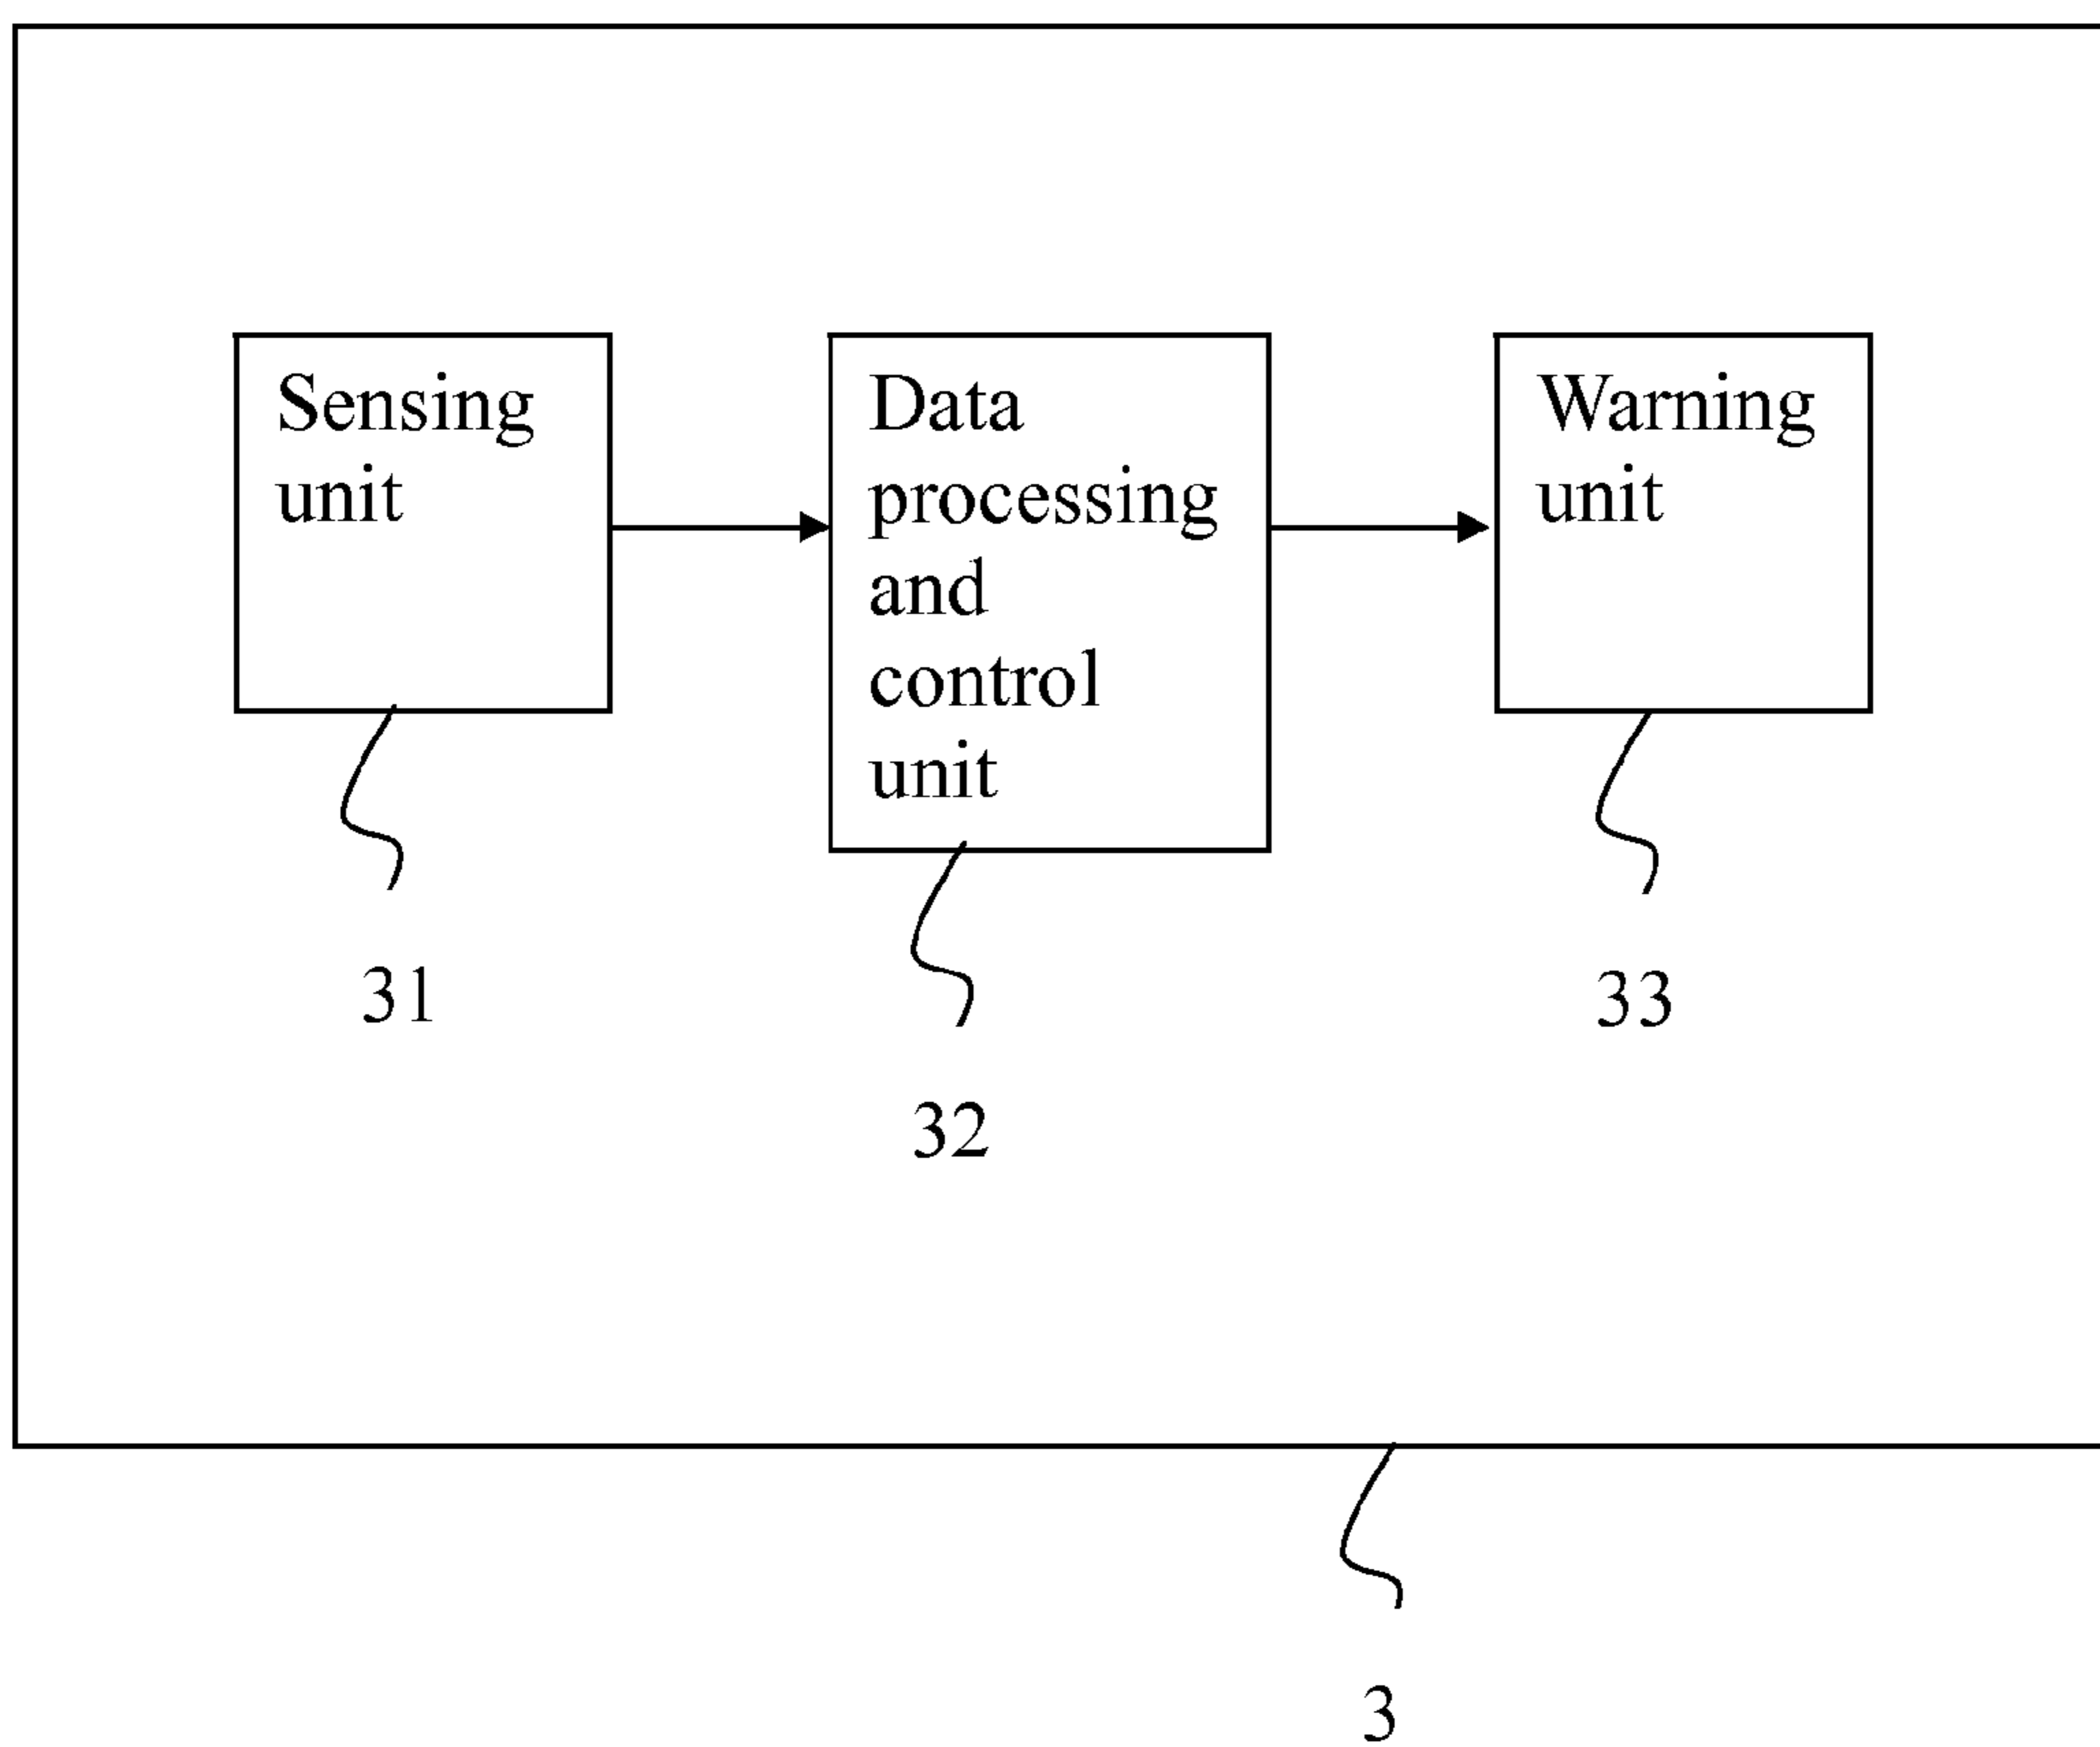 Sensing
unit
Data
processing
and
control
unit
Warning
unit
31
32
33
3